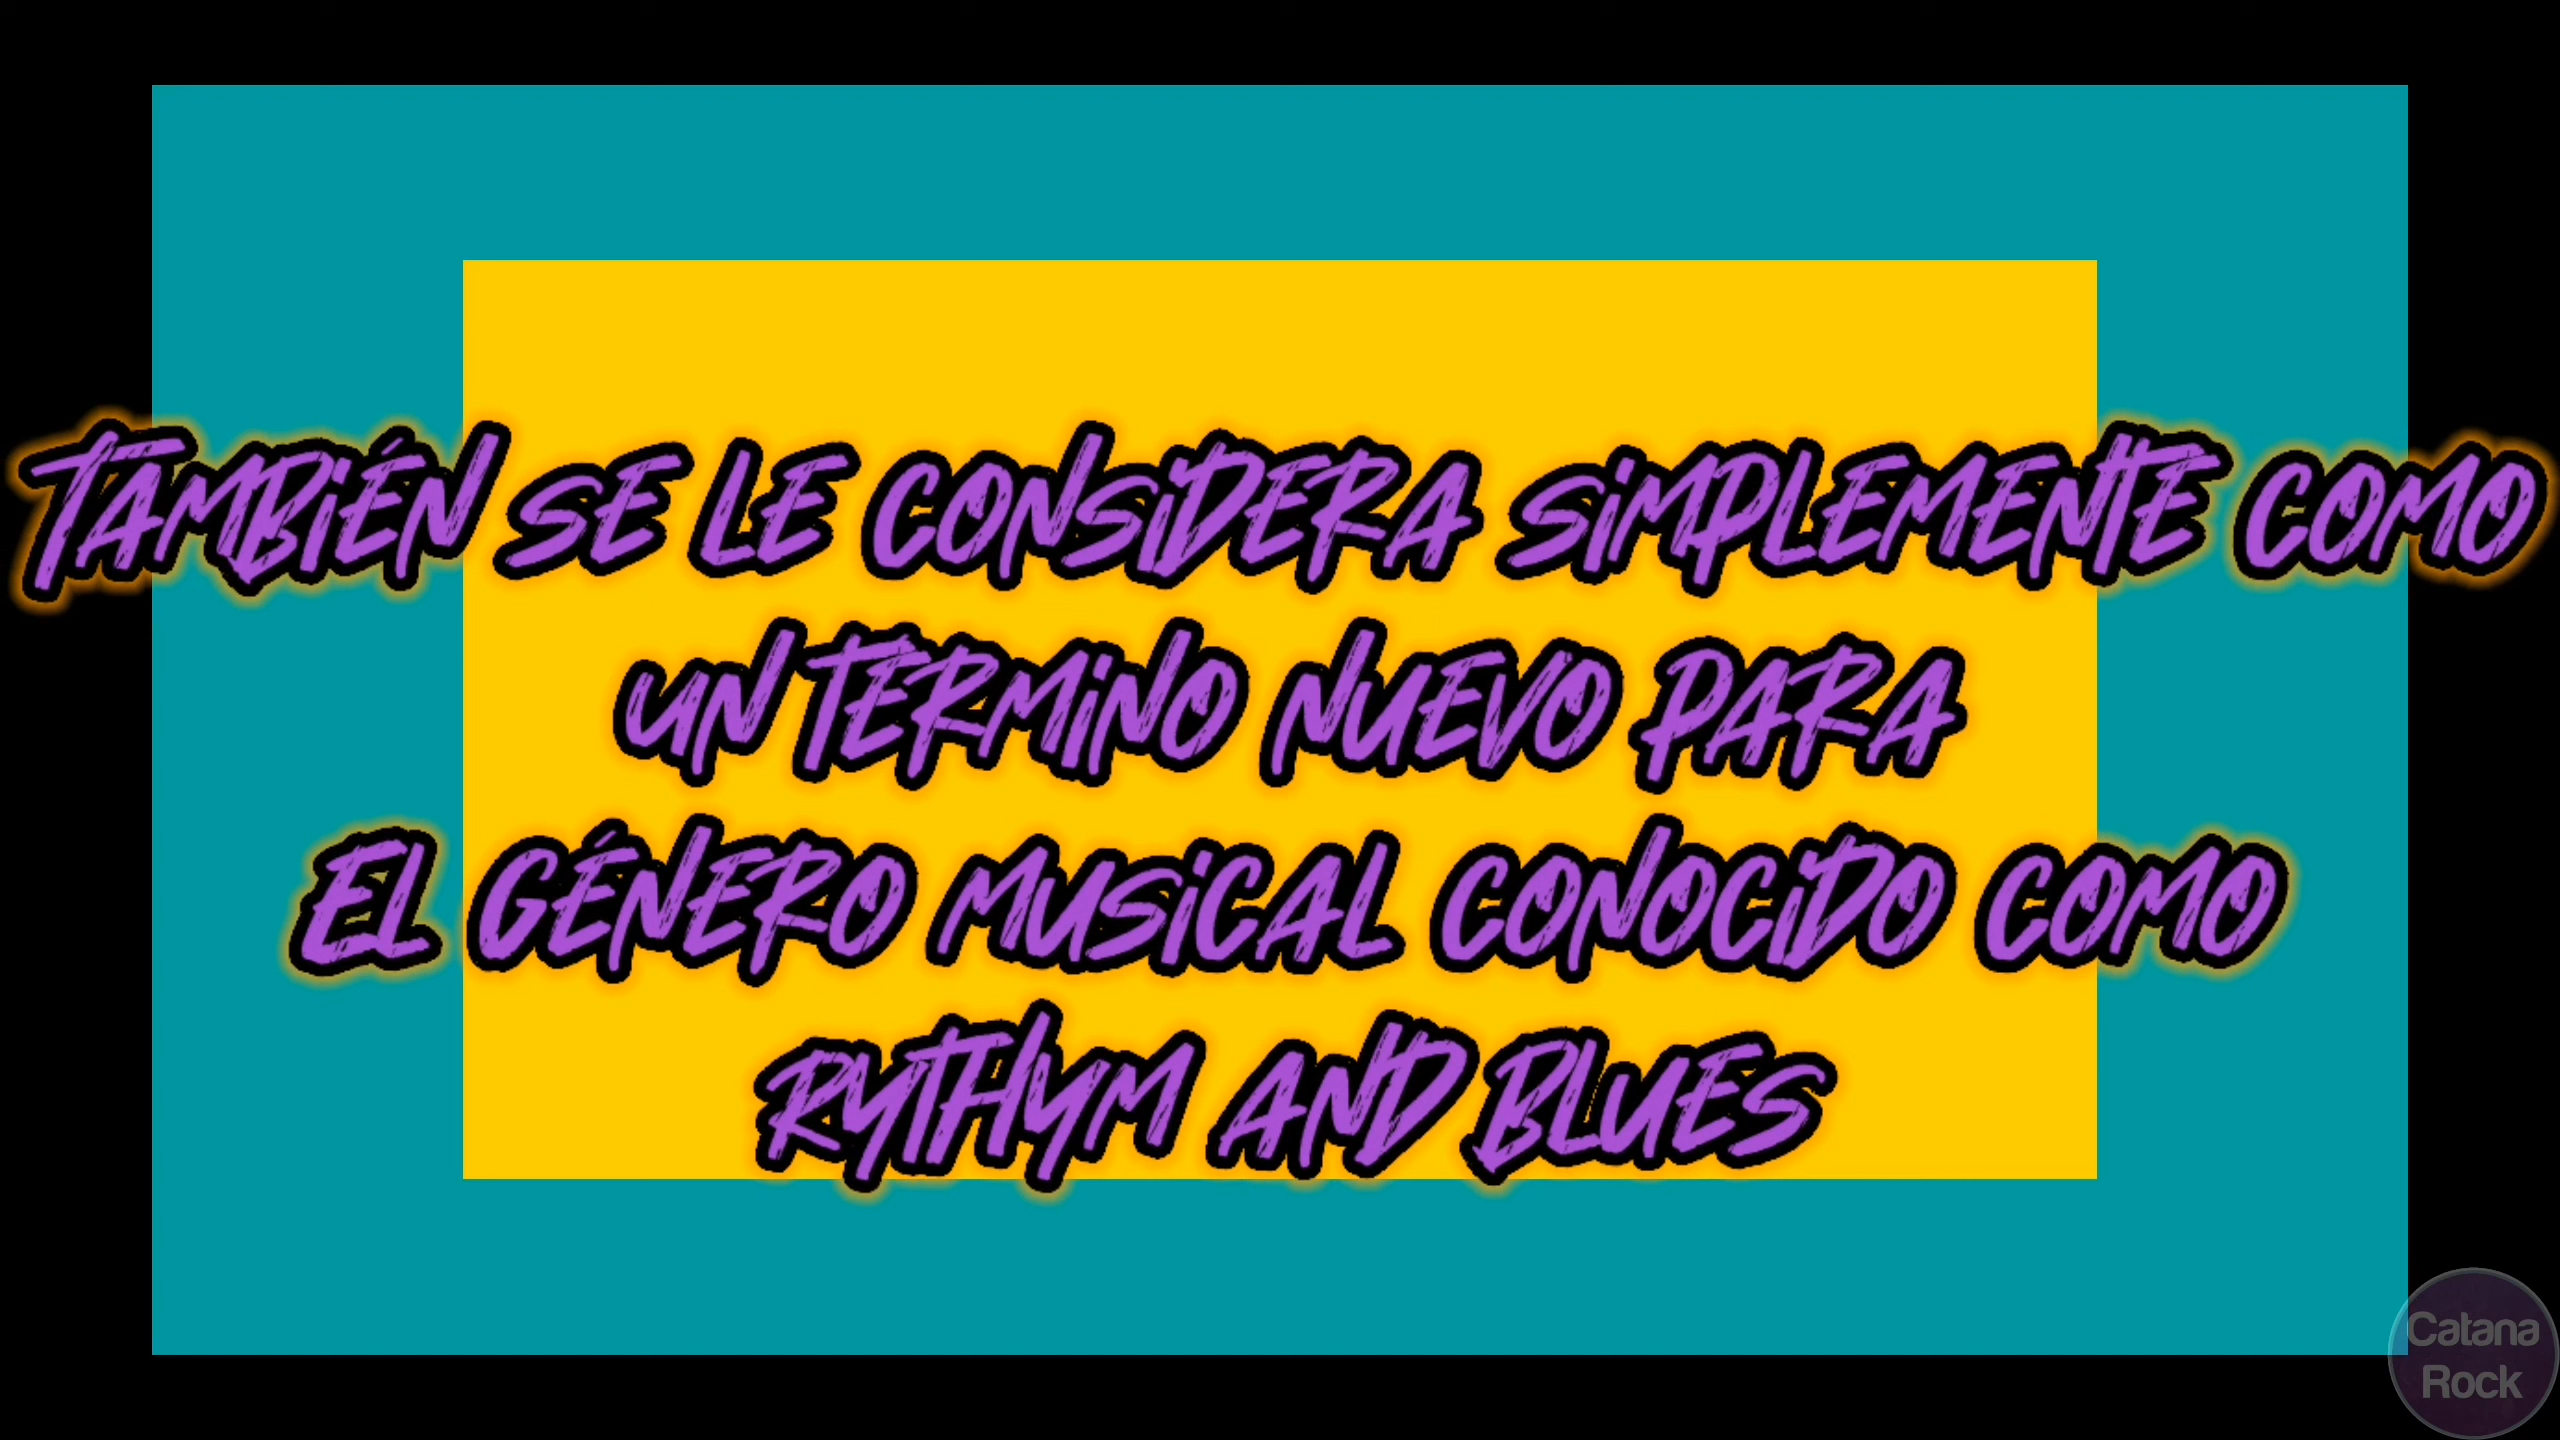 TAMBiÉN SE LE CONSiDERA SiMPLEMENTE COMO
UN TÉRMiNO NUEVO PARA
EL GÉNERO MUSiCAL CONOCiDO COMO
RYTHYM AND BLUES
Catana
Rock